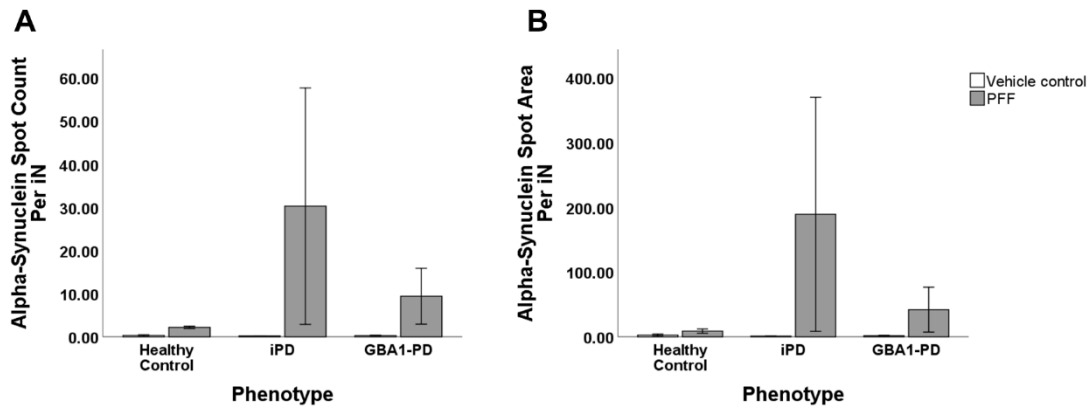 A
Alpha-Synuclein Spot Count
Per iN
60.00
50.00
40.00
30.00
20.00
10.00
0.00
Healthy
Control
iPD
GBA1-PD
Phenotype
B
Alpha-Synuclein Spot Area
Per iN
400.00
300.00
200.00
100.00
0.00
Healthy
Control
iPD
GBA1-PD
Phenotype
Vehicle control
PFF